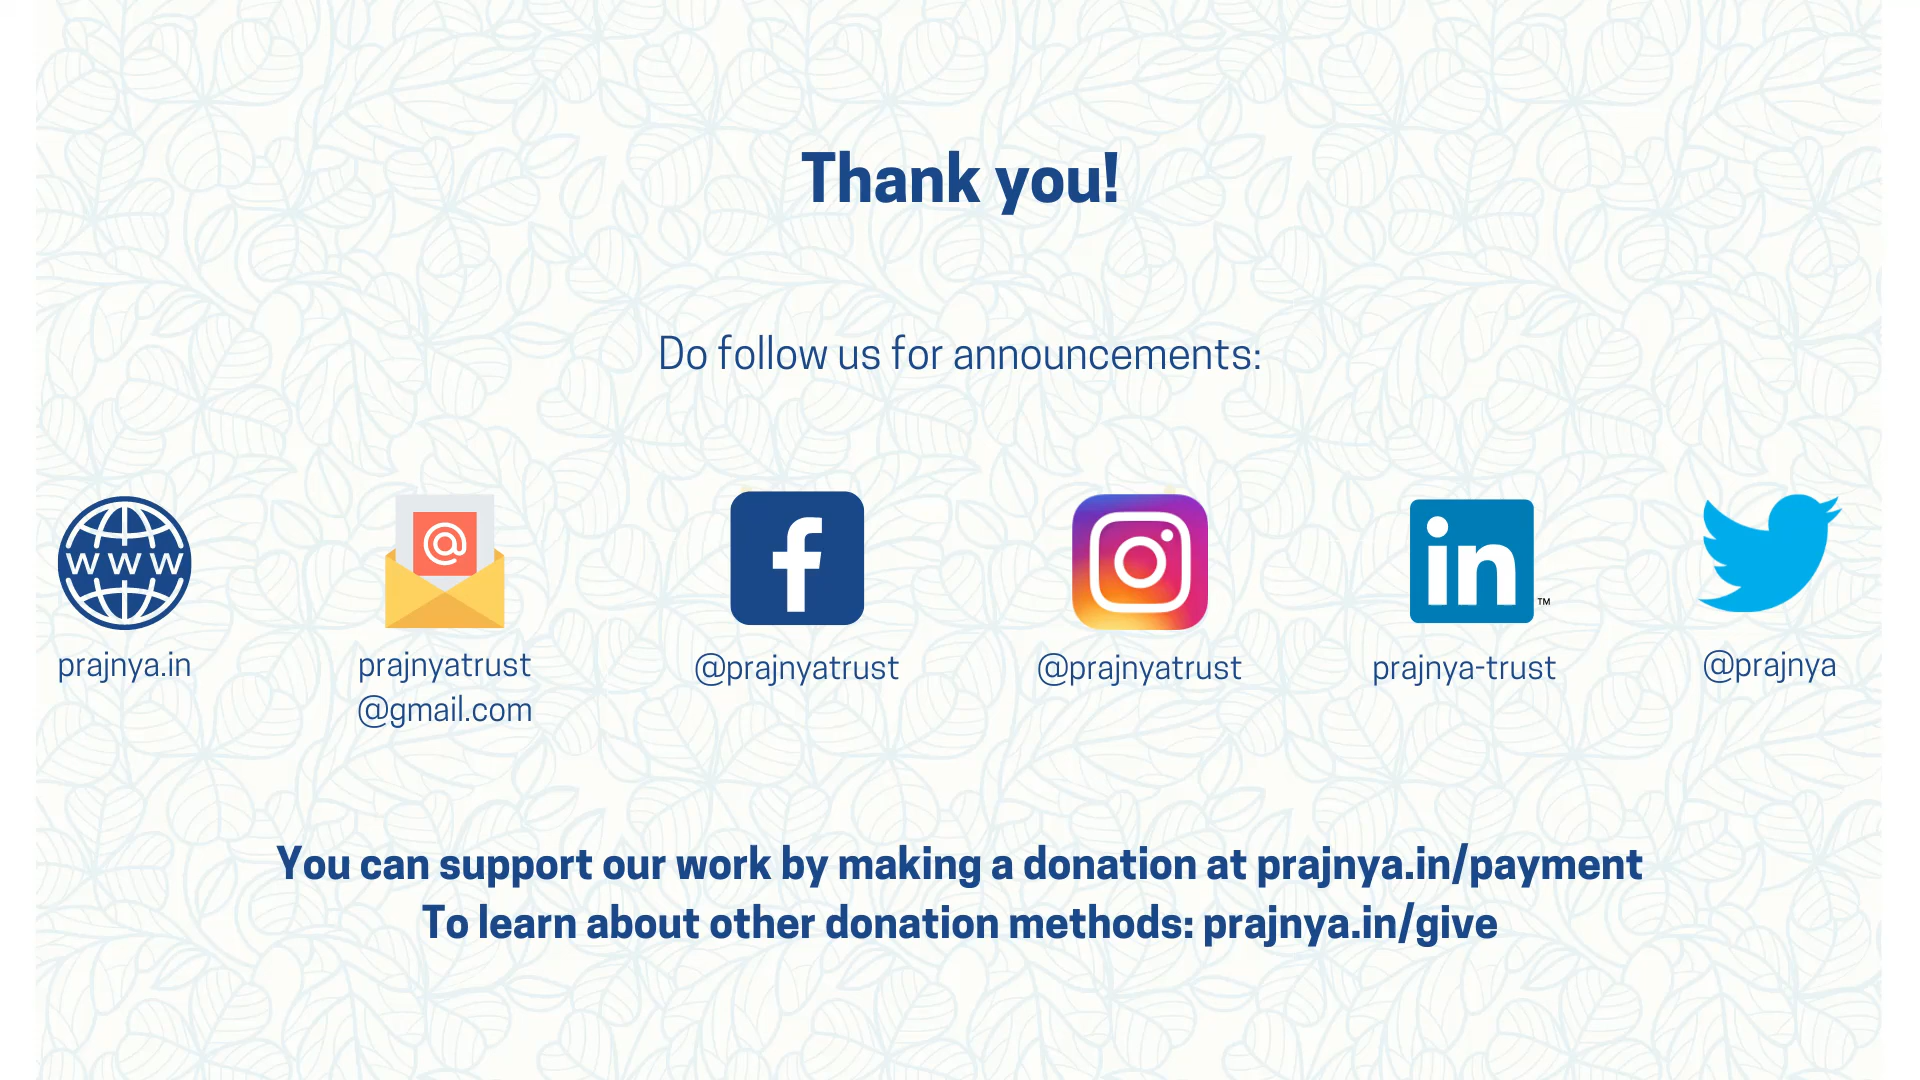 Thank you!
Do follow us for announcements:
WWW
@
f
in
TM
prajnya.in
prajnyatrust
@gmail.com
@prajnyatrust
@prajnyatrust
prajnya-trust
@prajnya
You can support our work by making a donation at prajnya.in/payment
To learn about other donation methods: prajnya.in/give